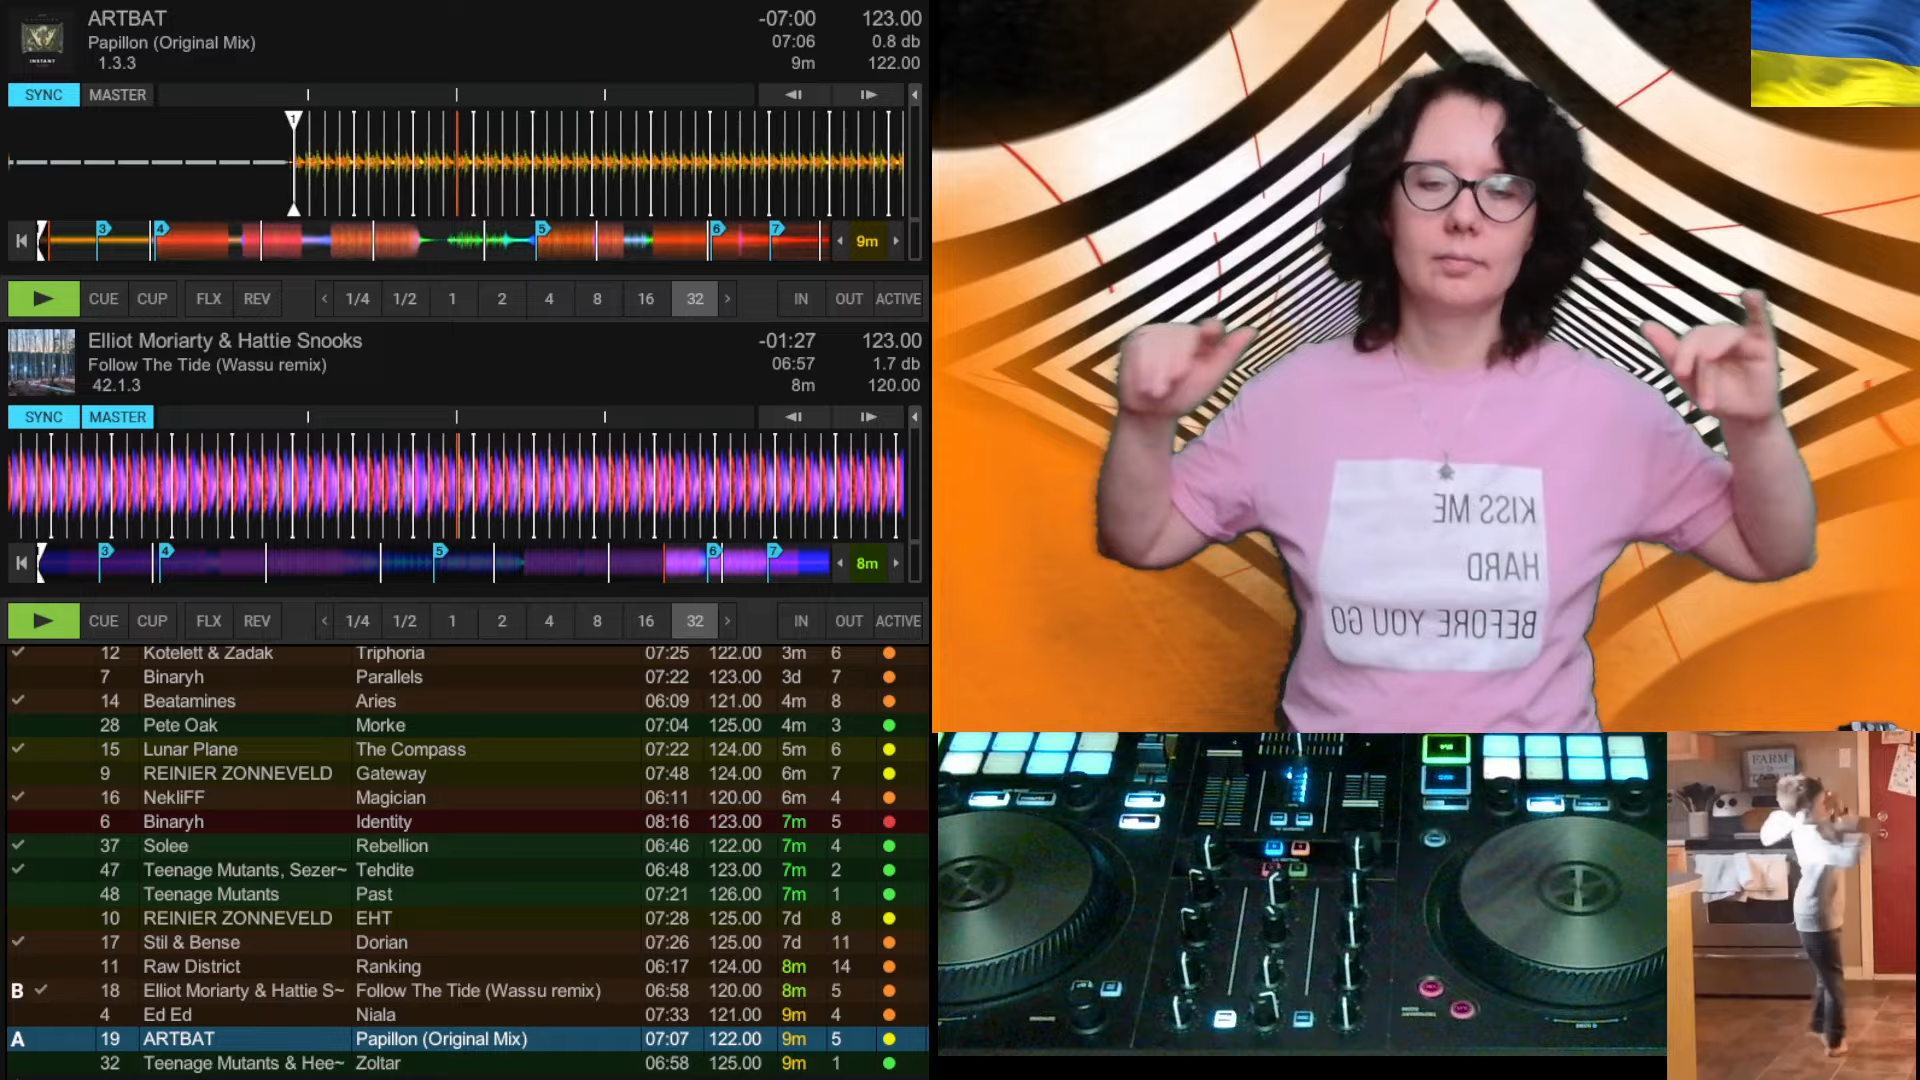 ARTBAT -07:00 123.00
Papillon (Original Mix) 07:06 0.8 db
1.3.3 9m 122.00
INSTANT
SYNC MASTER
1
3 4 5 6 7 9m
CUE CUP FLX REV 1/4 1/2 1 2 4 8 16 32 IN OUT ACTIVE
Elliot Moriarty & Hattie Snooks -01:27 123.00
Follow The Tide (Wassu remix) 06:57 1.7 db
42.1.3 8m 120.00
SYNC MASTER
3 4 5 6 7 8m
CUE CUP FLX REV 1/4 1/2 1 2 4 8 16 32 IN OUT ACTIVE
12 Kotelett & Zadak Triphoria 07:25 122.00 3m 6
7 Binaryh Parallels 07:22 123.00 3d 7
14 Beatamines Aries 06:09 121.00 4m 8
28 Pete Oak Morke 07:04 125.00 4m 3
15 Lunar Plane The Compass 07:22 124.00 5m 6
9 REINIER ZONNEVELD Gateway 07:48 124.00 6m 7
16 NekliFF Magician 06:11 120.00 6m 4
6 Binaryh Identity 08:16 123.00 7m 5
37 Solee Rebellion 06:46 122.00 7m 4
47 Teenage Mutants, Sezer~ Tehdite 06:48 123.00 7m 2
48 Teenage Mutants Past 07:21 126.00 7m 1
10 REINIER ZONNEVELD EHT 07:28 125.00 7d 8
17 Stil & Bense Dorian 07:26 125.00 7d 11
11 Raw District Ranking 06:17 124.00 8m 14
B 18 Elliot Moriarty & Hattie S~ Follow The Tide (Wassu remix) 06:58 120.00 8m 5
4 Ed Ed Niala 07:33 121.00 9m 4
A 19 ARTBAT Papillon (Original Mix) 07:07 122.00 9m 5
32 Teenage Mutants & Hee~ Zoltar 06:58 125.00 9m 1
KISS ME
HARD
BEFORE YOU GO
FARM